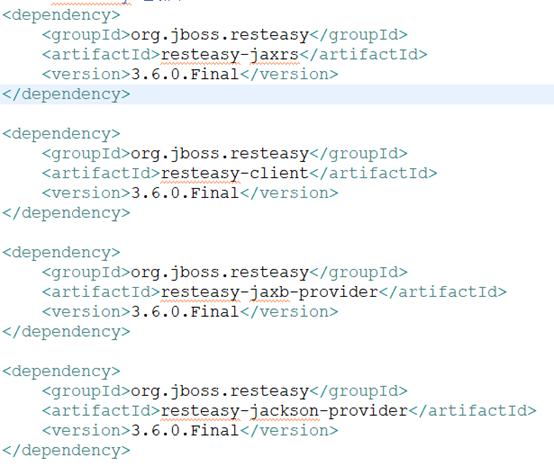 <dependency>
    <groupId>org.jboss.resteasy</groupId>
    <artifactId>resteasy-jaxrs</artifactId>
    <version>3.6.0.Final</version>
</dependency>

<dependency>
    <groupId>org.jboss.resteasy</groupId>
    <artifactId>resteasy-client</artifactId>
    <version>3.6.0.Final</version>
</dependency>

<dependency>
    <groupId>org.jboss.resteasy</groupId>
    <artifactId>resteasy-jaxb-provider</artifactId>
    <version>3.6.0.Final</version>
</dependency>

<dependency>
    <groupId>org.jboss.resteasy</groupId>
    <artifactId>resteasy-jackson-provider</artifactId>
    <version>3.6.0.Final</version>
</dependency>